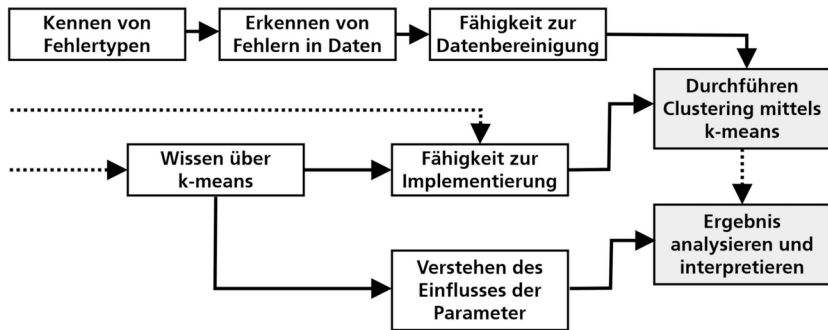 Kennen von
Fehlertypen
Erkennen von
Fehlern in Daten
Fähigkeit zur
Datenbereinigung
Durchführen
Clustering mittels
k-means
Wissen über
k-means
Fähigkeit zur
Implementierung
Ergebnis
analysieren und
interpretieren
Verstehen des
Einflusses der
Parameter